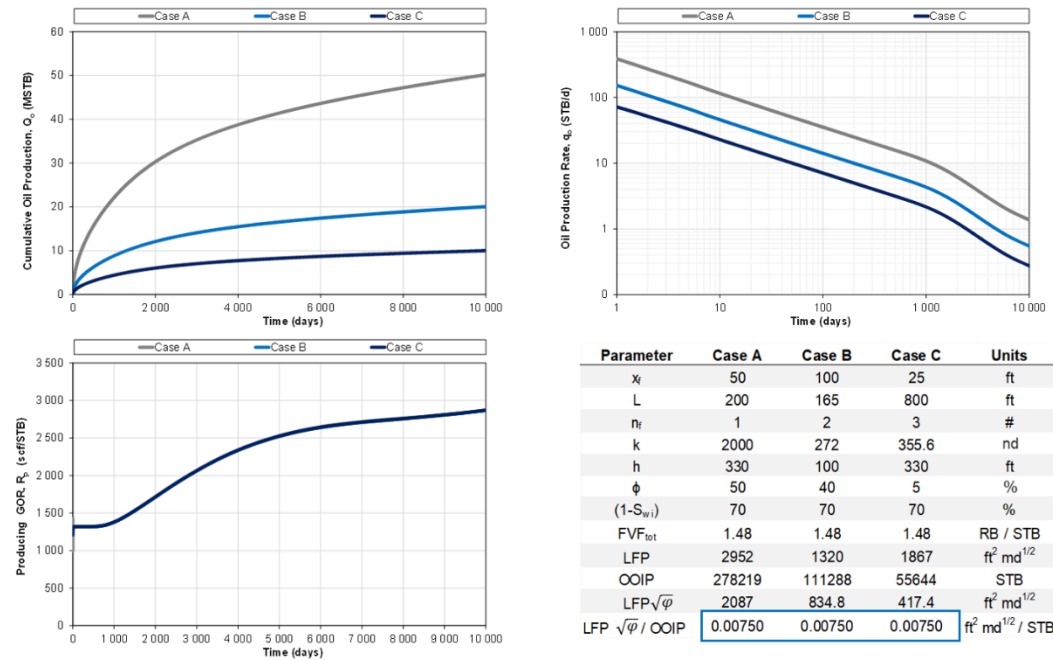 Case A Case B Case C
60
50
40
30
20
10
0
0 2 000 4 000 6 000 8 000 10 000
Time (days)
Cumulative Oil Production, Qo (MSTB)
Case A Case B Case C
1 000
100
10
1
0
1 10 100 1 000 10 000
Time (days)
Oil Production Rate, qo (STB/d)
Case A Case B Case C
3 500
3 000
2 500
2 000
1 500
1 000
500
0
0 1 000 2 000 3 000 4 000 5 000 6 000 7 000 8 000 9 000 10 000
Time (days)
Producing GOR, Rp (scf/STB)
Parameter Case A Case B Case C Units
xf 50 100 25 ft
L 200 165 800 ft
nf 1 2 3 #
k 2000 272 355.6 nd
h 330 100 330 ft
ϕ 50 40 5 %
(1-Swi) 70 70 70 %
FVFtot 1.48 1.48 1.48 RB / STB
LFP 2952 1320 1867 ft² md^1/2
OOIP 278219 111288 55644 STB
LFP√φ 2087 834.8 417.4 ft² md^1/2
LFP √φ / OOIP 0.00750 0.00750 0.00750 ft² md^1/2 / STB